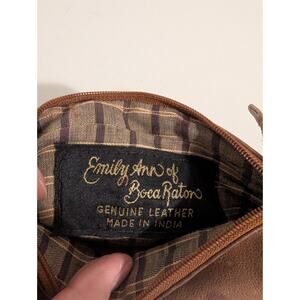 Emily Ann of
Boca Raton
GENUINE LEATHER
MADE IN INDIA